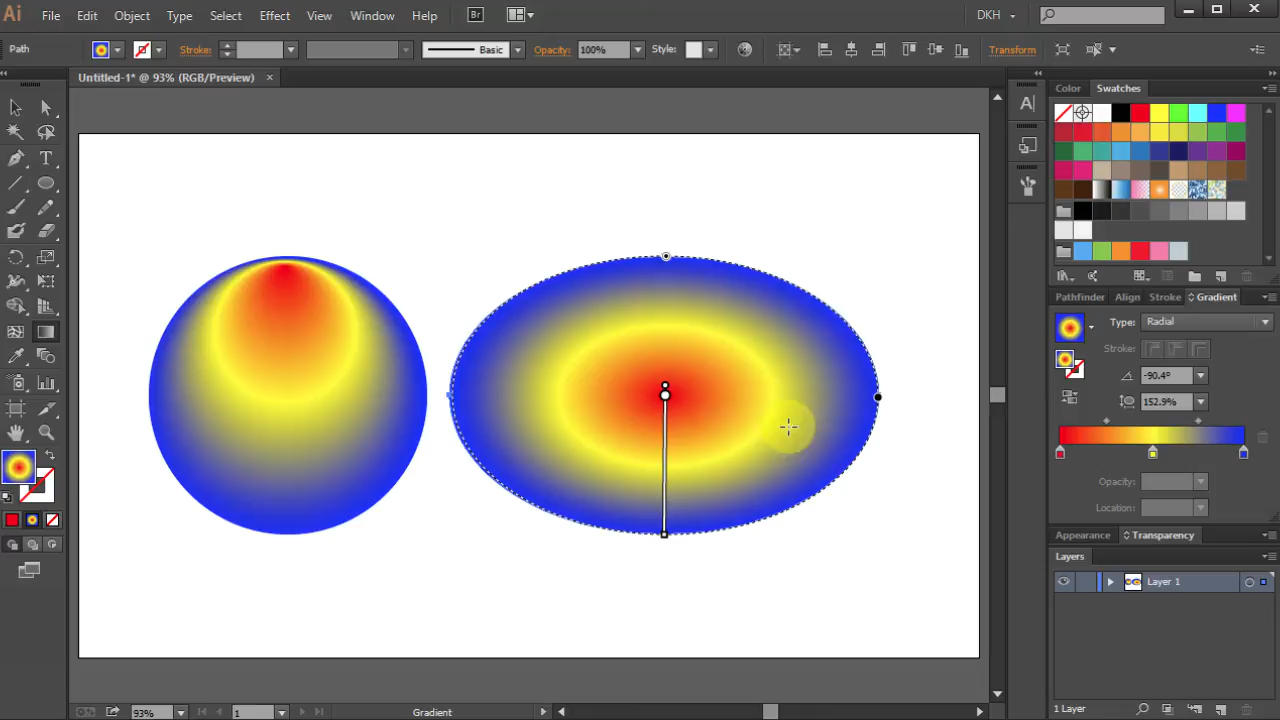 Ai File Edit Object Type Select Effect View Window Help Br DKH
Path Stroke: Basic Opacity: 100% Style: Transform
Untitled-1* @ 93% (RGB/Preview) ×
Color Swatches
A
T
Pathfinder Align Stroke Gradient
Type: Radial
Stroke:
-90.4°
152.9%
Opacity:
Location:
Appearance Transparency
Layers
Layer 1
1 Layer
93% 1 Gradient